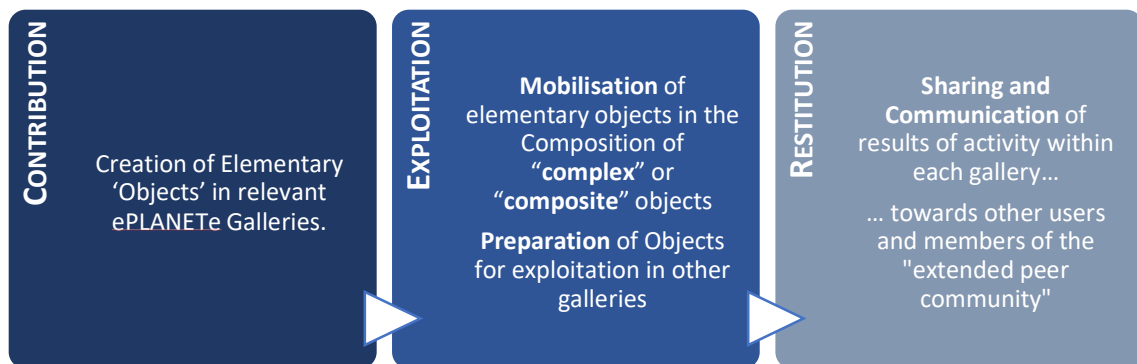 CONTRIBUTION
Creation of Elementary
‘Objects’ in relevant
ePLANETe Galleries.
EXPLOITATION
Mobilisation of
elementary objects in the
Composition of
“complex” or
“composite” objects
Preparation of Objects
for exploitation in other
galleries
RESTITUTION
Sharing and
Communication of
results of activity within
each gallery…
… towards other users
and members of the
"extended peer
community"